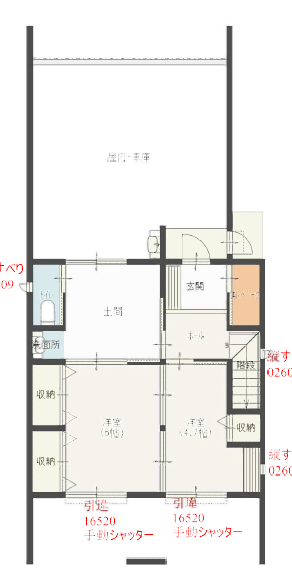 屋内車庫
すべり
09
トイレ
土間
玄関
ホール
洗面所
階段
縦す
0260
収納
洋室
(6帖)
洋室
(4.7帖)
収納
収納
縦す
0260
引違
16520
手動シャッター
引違
16520
手動シャッター